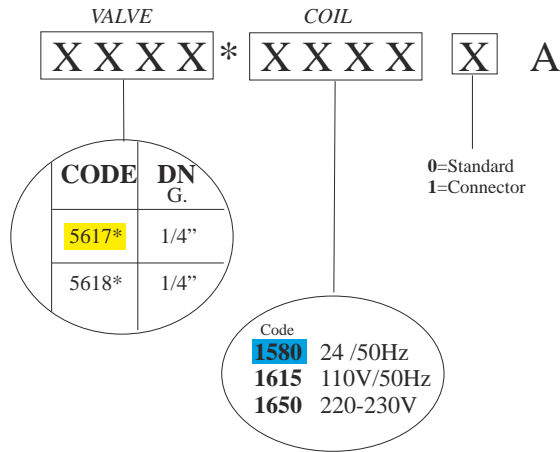 VALVE COIL
X X X X * X X X X X A
0=Standard
1=Connector
CODE DN
G.
5617* 1/4”
5618* 1/4”
Code
1580 24 /50Hz
1615 110V/50Hz
1650 220-230V